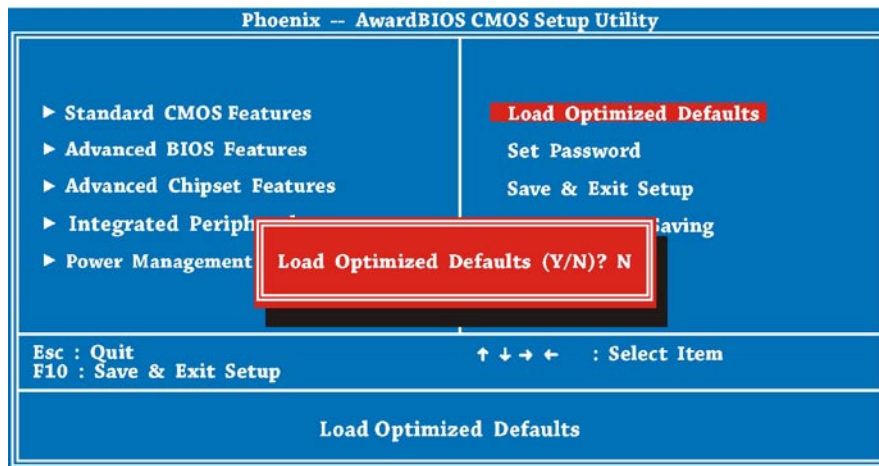 Phoenix -- AwardBIOS CMOS Setup Utility
► Standard CMOS Features
► Advanced BIOS Features
► Advanced Chipset Features
► Integrated
► Power Management
Load Optimized Defaults
Set Password
Save & Exit Setup
Saving
Load Optimized Defaults (Y/N)? N
Esc : Quit
F10 : Save & Exit Setup
↑ ↓ → ← : Select Item
Load Optimized Defaults